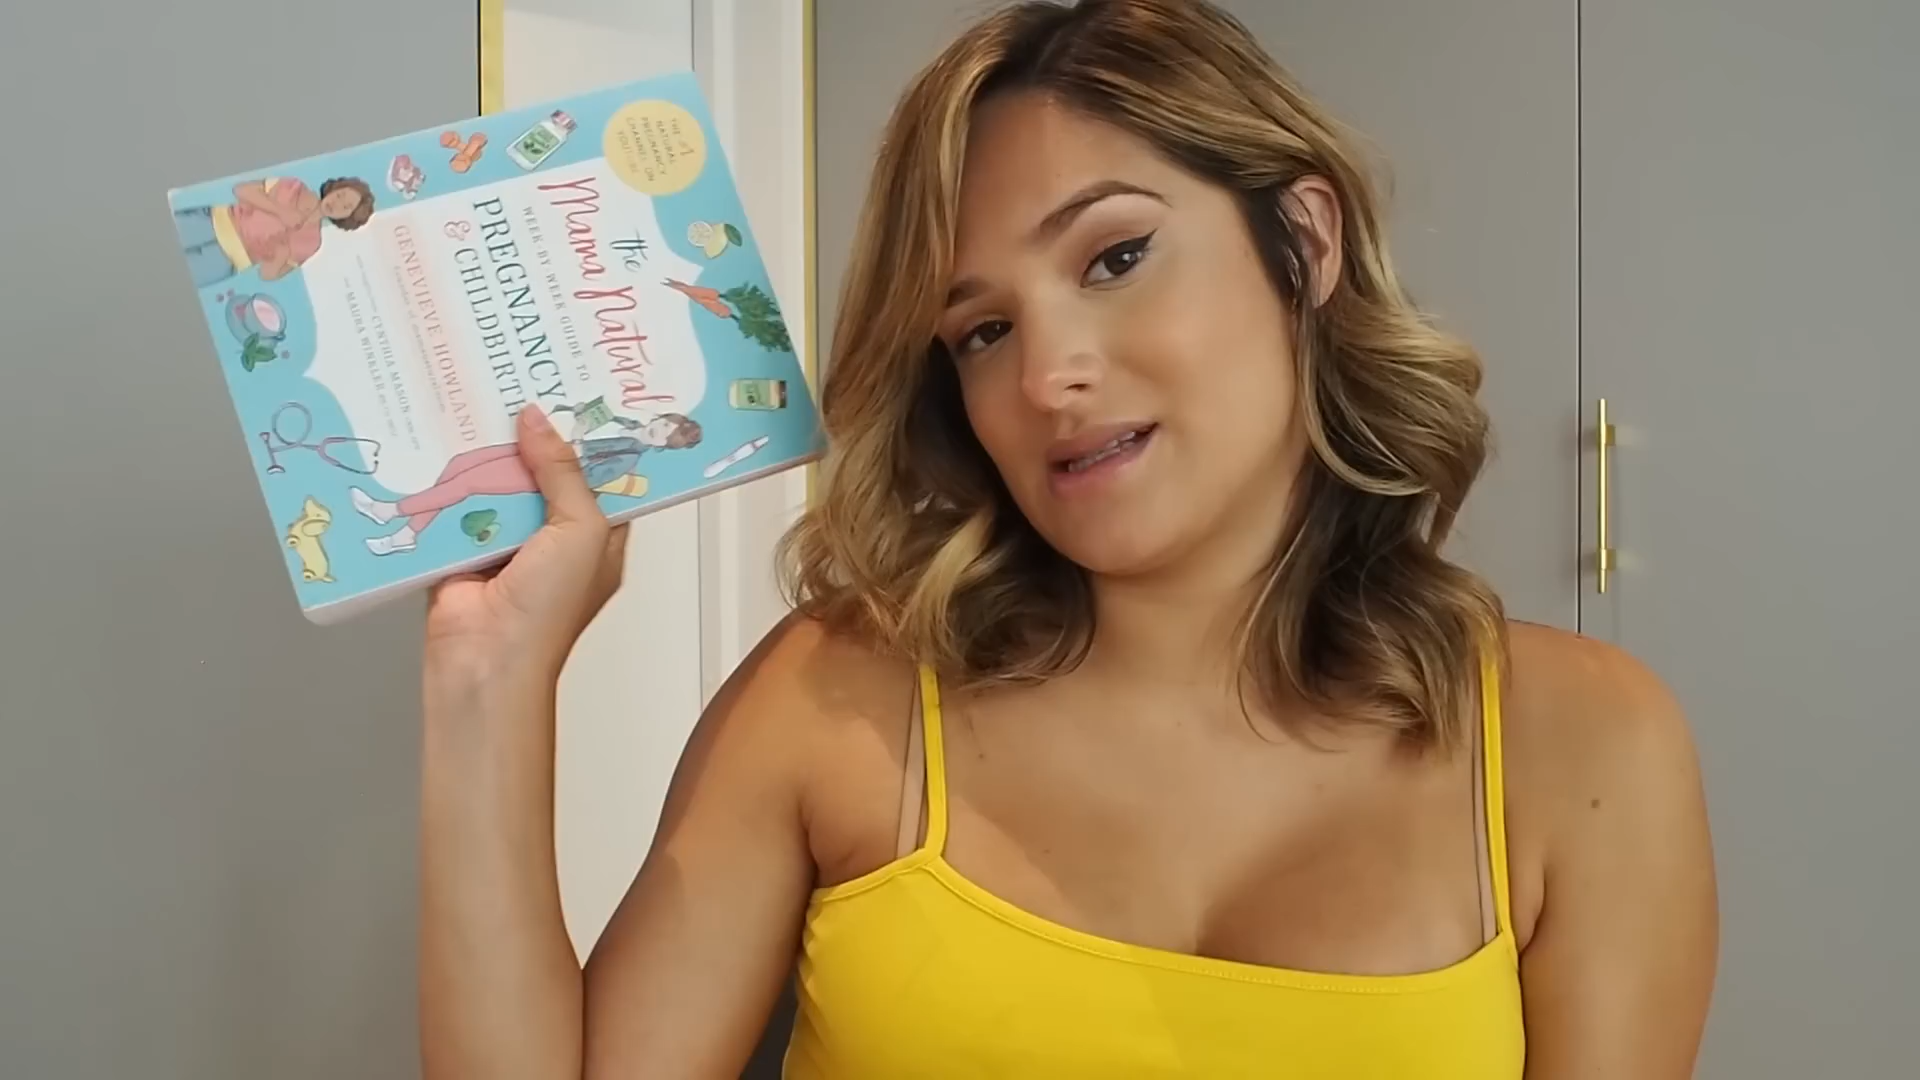 THE #1
NATURAL
PREGNANCY
CHANNEL ON
YOUTUBE
the
Mama Natural
WEEK-BY-WEEK GUIDE TO
PREGNANCY
& CHILDBIRTH
GENEVIEVE HOWLAND
CYNTHIA MASON
MAURA WINKLER